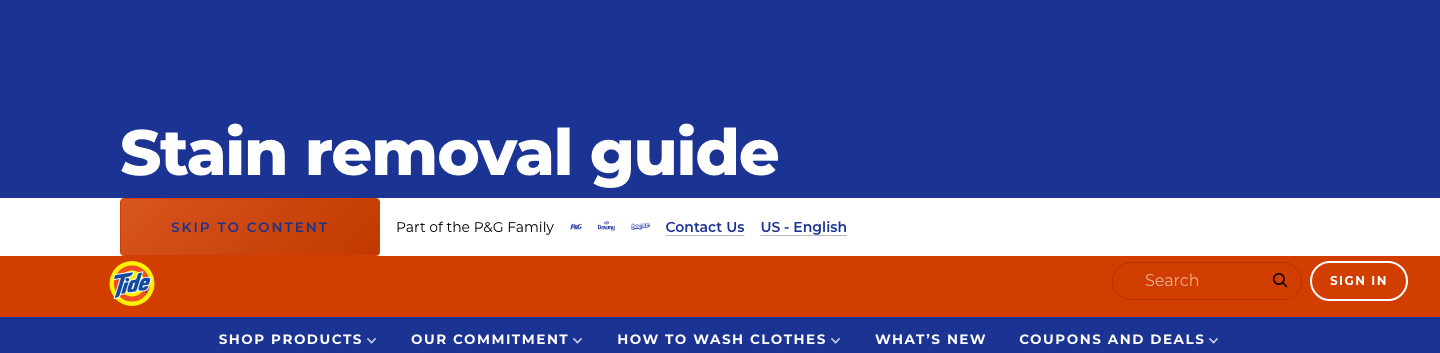 Stain removal guide
SKIP TO CONTENT Part of the P&G Family P&G Downy Contact Us US - English
Tide Search SIGN IN
SHOP PRODUCTS OUR COMMITMENT HOW TO WASH CLOTHES WHAT’S NEW COUPONS AND DEALS